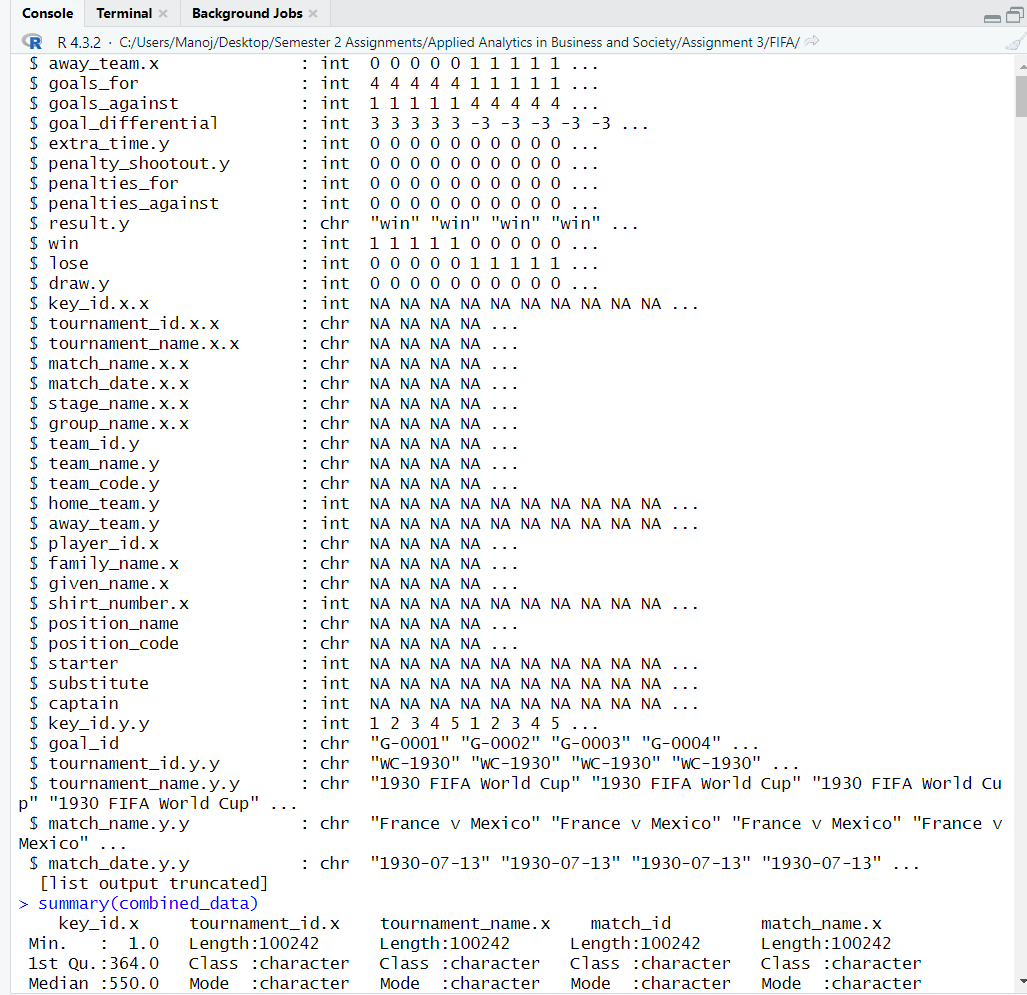 Console Terminal Background Jobs
R 4.3.2 · C:/Users/Manoj/Desktop/Semester 2 Assignments/Applied Analytics in Business and Society/Assignment 3/FIFA/
$ away_team.x : int 0 0 0 0 0 1 1 1 1 1 ...
$ goals_for : int 4 4 4 4 4 1 1 1 1 1 ...
$ goals_against : int 1 1 1 1 1 4 4 4 4 4 ...
$ goal_differential : int 3 3 3 3 3 -3 -3 -3 -3 -3 ...
$ extra_time.y : int 0 0 0 0 0 0 0 0 0 0 ...
$ penalty_shootout.y : int 0 0 0 0 0 0 0 0 0 0 ...
$ penalties_for : int 0 0 0 0 0 0 0 0 0 0 ...
$ penalties_against : int 0 0 0 0 0 0 0 0 0 0 ...
$ result.y : chr "win" "win" "win" "win" ...
$ win : int 1 1 1 1 1 0 0 0 0 0 ...
$ lose : int 0 0 0 0 0 1 1 1 1 1 ...
$ draw.y : int 0 0 0 0 0 0 0 0 0 0 ...
$ key_id.x.x : int NA NA NA NA NA NA NA NA NA NA ...
$ tournament_id.x.x : chr NA NA NA NA ...
$ tournament_name.x.x : chr NA NA NA NA ...
$ match_name.x.x : chr NA NA NA NA ...
$ match_date.x.x : chr NA NA NA NA ...
$ stage_name.x.x : chr NA NA NA NA ...
$ group_name.x.x : chr NA NA NA NA ...
$ team_id.y : chr NA NA NA NA ...
$ team_name.y : chr NA NA NA NA ...
$ team_code.y : chr NA NA NA NA ...
$ home_team.y : int NA NA NA NA NA NA NA NA NA NA ...
$ away_team.y : int NA NA NA NA NA NA NA NA NA NA ...
$ player_id.x : chr NA NA NA NA ...
$ family_name.x : chr NA NA NA NA ...
$ given_name.x : chr NA NA NA NA ...
$ shirt_number.x : int NA NA NA NA NA NA NA NA NA NA ...
$ position_name : chr NA NA NA NA ...
$ position_code : chr NA NA NA NA ...
$ starter : int NA NA NA NA NA NA NA NA NA NA ...
$ substitute : int NA NA NA NA NA NA NA NA NA NA ...
$ captain : int NA NA NA NA NA NA NA NA NA NA ...
$ key_id.y.y : int 1 2 3 4 5 1 2 3 4 5 ...
$ goal_id : chr "G-0001" "G-0002" "G-0003" "G-0004" ...
$ tournament_id.y.y : chr "WC-1930" "WC-1930" "WC-1930" "WC-1930" ...
$ tournament_name.y.y : chr "1930 FIFA World Cup" "1930 FIFA World Cup" "1930 FIFA World Cu
p" "1930 FIFA World Cup" ...
$ match_name.y.y : chr "France v Mexico" "France v Mexico" "France v Mexico" "France v
Mexico" ...
$ match_date.y.y : chr "1930-07-13" "1930-07-13" "1930-07-13" "1930-07-13" ...
[list output truncated]
> summary(combined_data)
key_id.x tournament_id.x tournament_name.x match_id match_name.x
Min. : 1.0 Length:100242 Length:100242 Length:100242 Length:100242
1st Qu.:364.0 Class :character Class :character Class :character Class :character
Median :550.0 Mode :character Mode :character Mode :character Mode :character